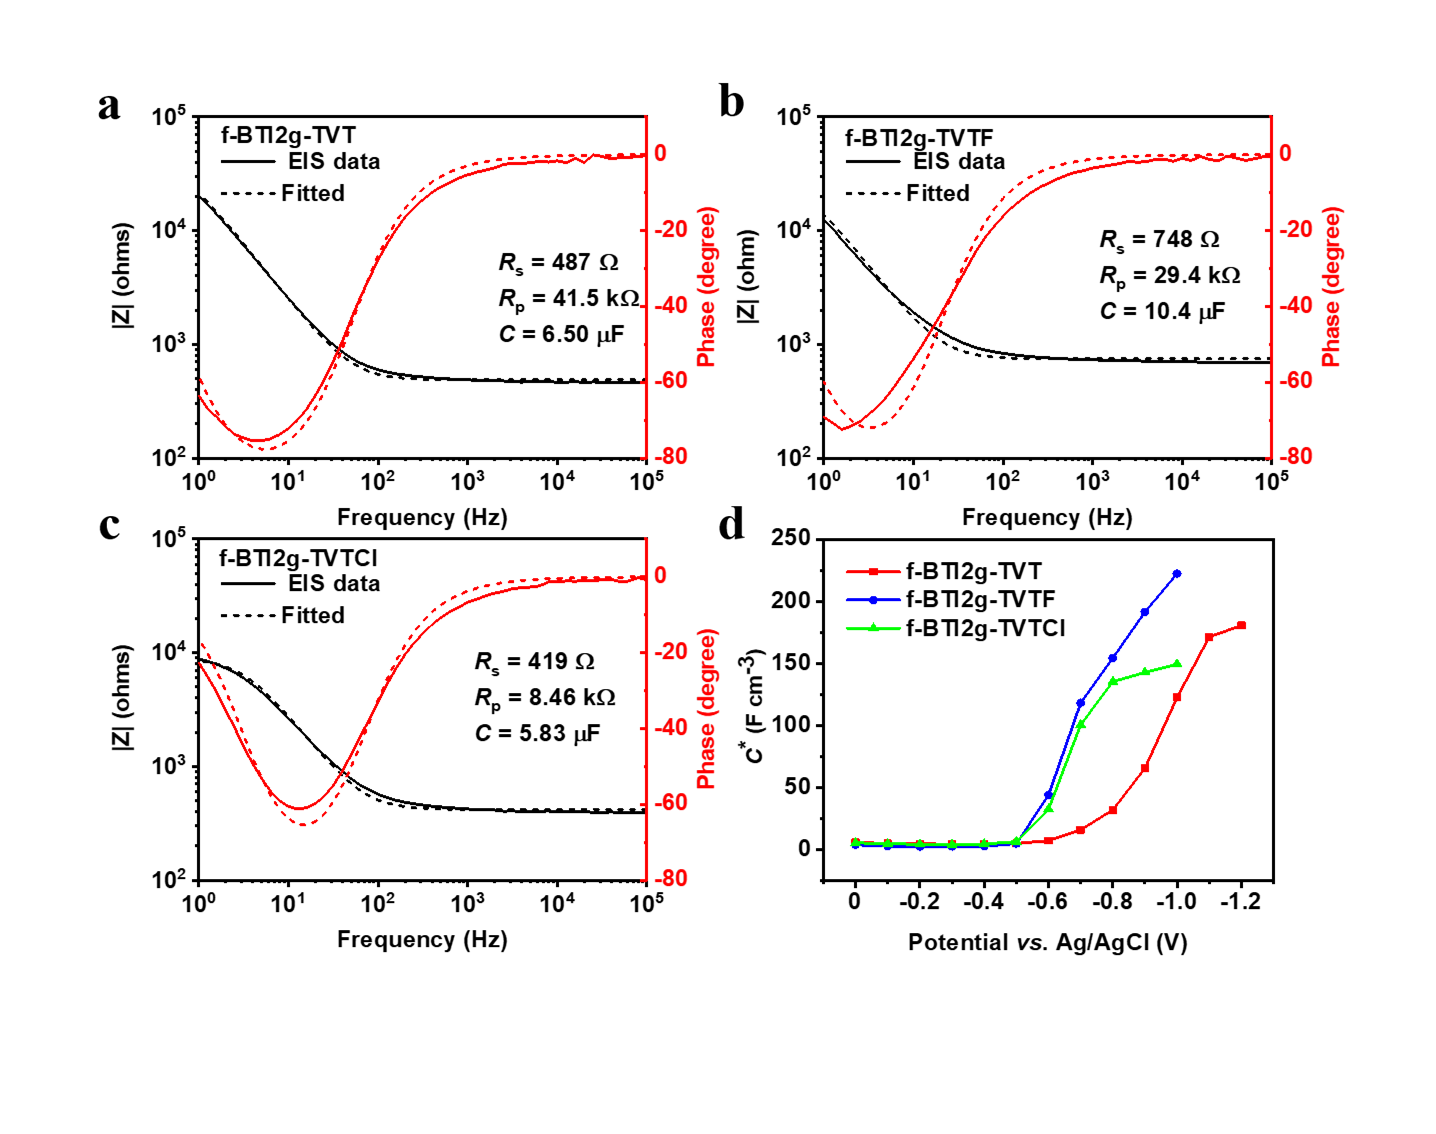 a
f-BTI2g-TVT
EIS data
Fitted
R_s = 487 Ω
R_p = 41.5 kΩ
C = 6.50 μF
10^5
10^4
10^3
10^2
|Z| (ohms)
0
-20
-40
-60
-80
Phase (degree)
10^0 10^1 10^2 10^3 10^4 10^5
Frequency (Hz)
b
f-BTI2g-TVTF
EIS data
Fitted
R_s = 748 Ω
R_p = 29.4 kΩ
C = 10.4 μF
10^5
10^4
10^3
10^2
|Z| (ohm)
0
-20
-40
-60
-80
Phase (degree)
10^0 10^1 10^2 10^3 10^4 10^5
Frequency (Hz)
c
f-BTI2g-TVTCl
EIS data
Fitted
R_s = 419 Ω
R_p = 8.46 kΩ
C = 5.83 μF
10^5
10^4
10^3
10^2
|Z| (ohms)
0
-20
-40
-60
-80
Phase (degree)
10^0 10^1 10^2 10^3 10^4 10^5
Frequency (Hz)
d
f-BTI2g-TVT
f-BTI2g-TVTF
f-BTI2g-TVTCl
250
200
150
100
50
0
C* (F cm^-3)
0 -0.2 -0.4 -0.6 -0.8 -1.0 -1.2
Potential vs. Ag/AgCl (V)